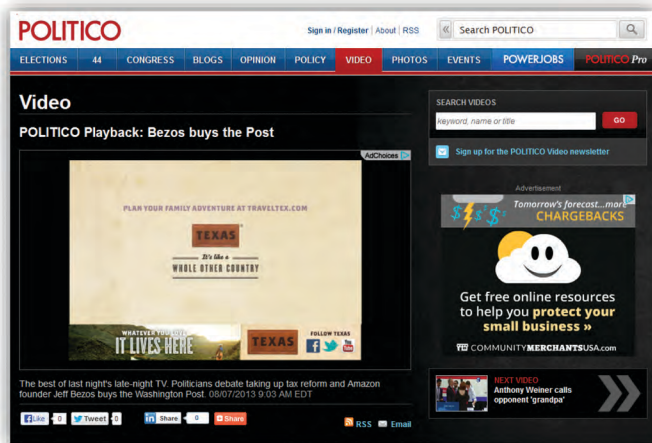 POLITICO
Sign in / Register | About | RSS
Search POLITICO
ELECTIONS 44 CONGRESS BLOGS OPINION POLICY VIDEO PHOTOS EVENTS POWERJOBS POLITICO Pro
Video
POLITICO Playback: Bezos buys the Post
AdChoices
PLAN YOUR FAMILY ADVENTURE AT TRAVELTEX.COM
TEXAS
It's like a
WHOLE OTHER COUNTRY
WHATEVER YOU
IT LIVES HERE
TEXAS
FOLLOW TEXAS
You
The best of last night's late-night TV. Politicians debate taking up tax reform and Amazon
founder Jeff Bezos buys the Washington Post. 08/07/2013 9:03 AM EDT
Like 0 Tweet 0 in Share 0 Share
RSS Email
SEARCH VIDEOS
keyword, name or title GO
Sign up for the POLITICO Video newsletter
Advertisement
Tomorrow's forecast...more
CHARGEBACKS
Get free online resources
to help you protect your
small business »
COMMUNITYMERCHANTSUSA.com
NEXT VIDEO
Anthony Weiner calls
opponent 'grandpa'